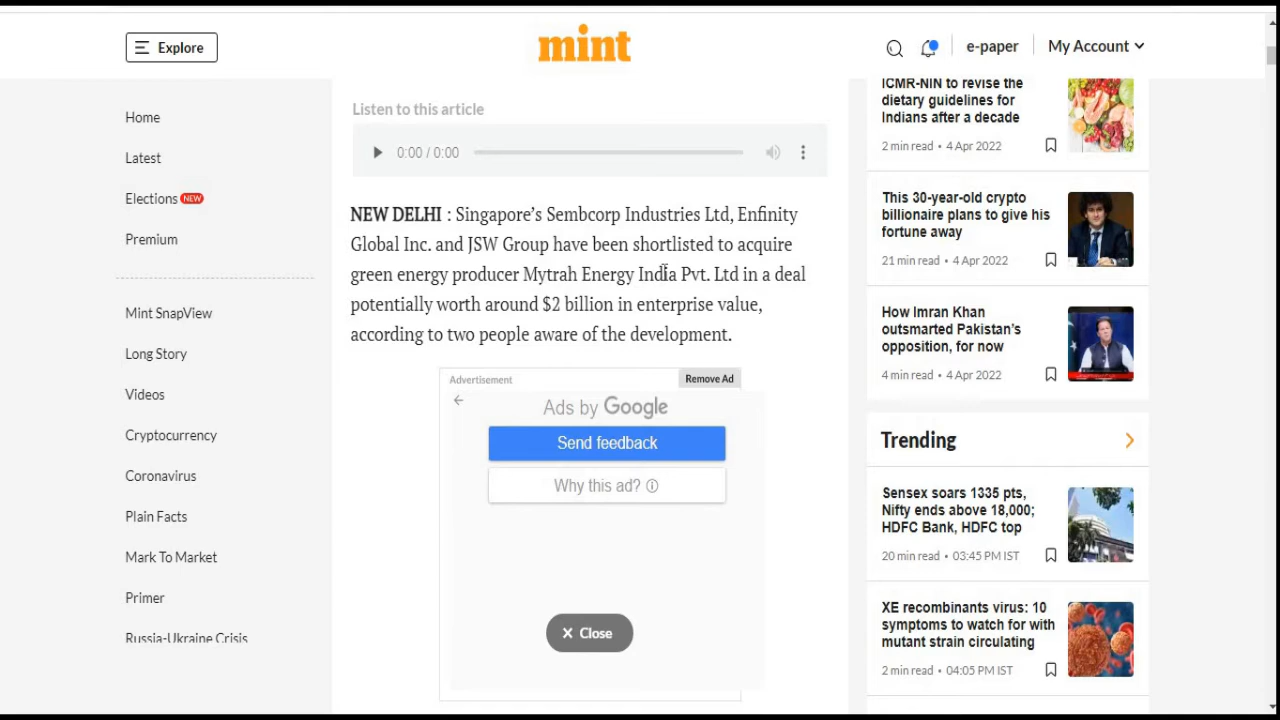 Explore
mint
e-paper
My Account
Home
Latest
Elections NEW
Premium
Mint SnapView
Long Story
Videos
Cryptocurrency
Coronavirus
Plain Facts
Mark To Market
Primer
Russia-Ukraine Crisis
Listen to this article
0:00 / 0:00
NEW DELHI : Singapore’s Sembcorp Industries Ltd, Enfinity
Global Inc. and JSW Group have been shortlisted to acquire
green energy producer Mytrah Energy India Pvt. Ltd in a deal
potentially worth around $2 billion in enterprise value,
according to two people aware of the development.
Advertisement
Remove Ad
Ads by Google
Send feedback
Why this ad?
Close
ICMR-NIN to revise the
dietary guidelines for
Indians after a decade
2 min read • 4 Apr 2022
This 30-year-old crypto
billionaire plans to give his
fortune away
21 min read • 4 Apr 2022
How Imran Khan
outsmarted Pakistan’s
opposition, for now
4 min read • 4 Apr 2022
Trending
Sensex soars 1335 pts,
Nifty ends above 18,000;
HDFC Bank, HDFC top
20 min read • 03:45 PM IST
XE recombinants virus: 10
symptoms to watch for with
mutant strain circulating
2 min read • 04:05 PM IST